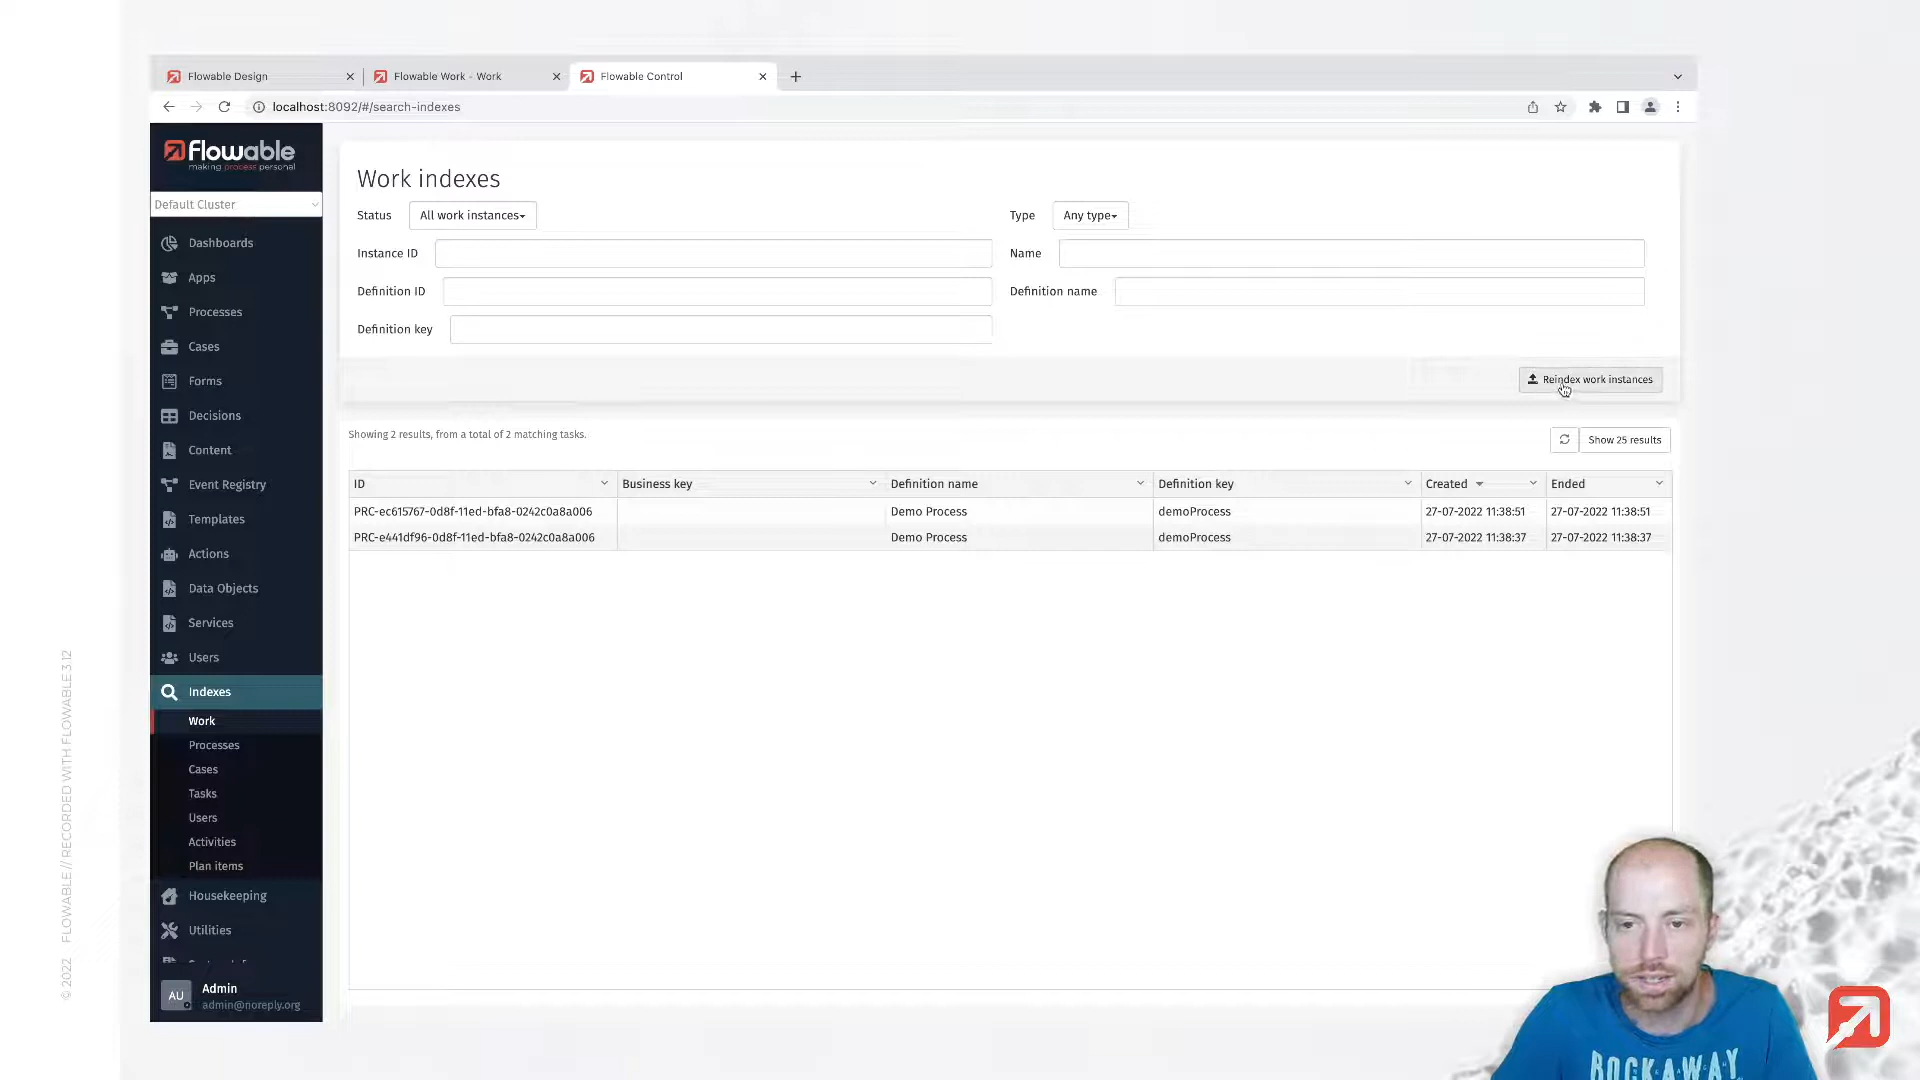 Flowable Design
Flowable Work - Work
Flowable Control
localhost:8092/#/search-indexes
Flowable
making process personal
Default Cluster
Dashboards
Apps
Processes
Cases
Forms
Decisions
Content
Event Registry
Templates
Actions
Data Objects
Services
Users
Indexes
Work
Processes
Cases
Tasks
Users
Activities
Plan items
Housekeeping
Utilities
AU
Admin
admin@noreply.org
Work indexes
Status All work instances
Type Any type
Instance ID
Name
Definition ID
Definition name
Definition key
Reindex work instances
Showing 2 results, from a total of 2 matching tasks.
Show 25 results
ID Business key Definition name Definition key Created Ended
PRC-ec615767-0d8f-11ed-bfa8-0242c0a8a006 Demo Process demoProcess 27-07-2022 11:38:51 27-07-2022 11:38:51
PRC-e441df96-0d8f-11ed-bfa8-0242c0a8a006 Demo Process demoProcess 27-07-2022 11:38:37 27-07-2022 11:38:37
© 2022 FLOWABLE // RECORDED WITH FLOWABLE 3.12
ROCKAWAY